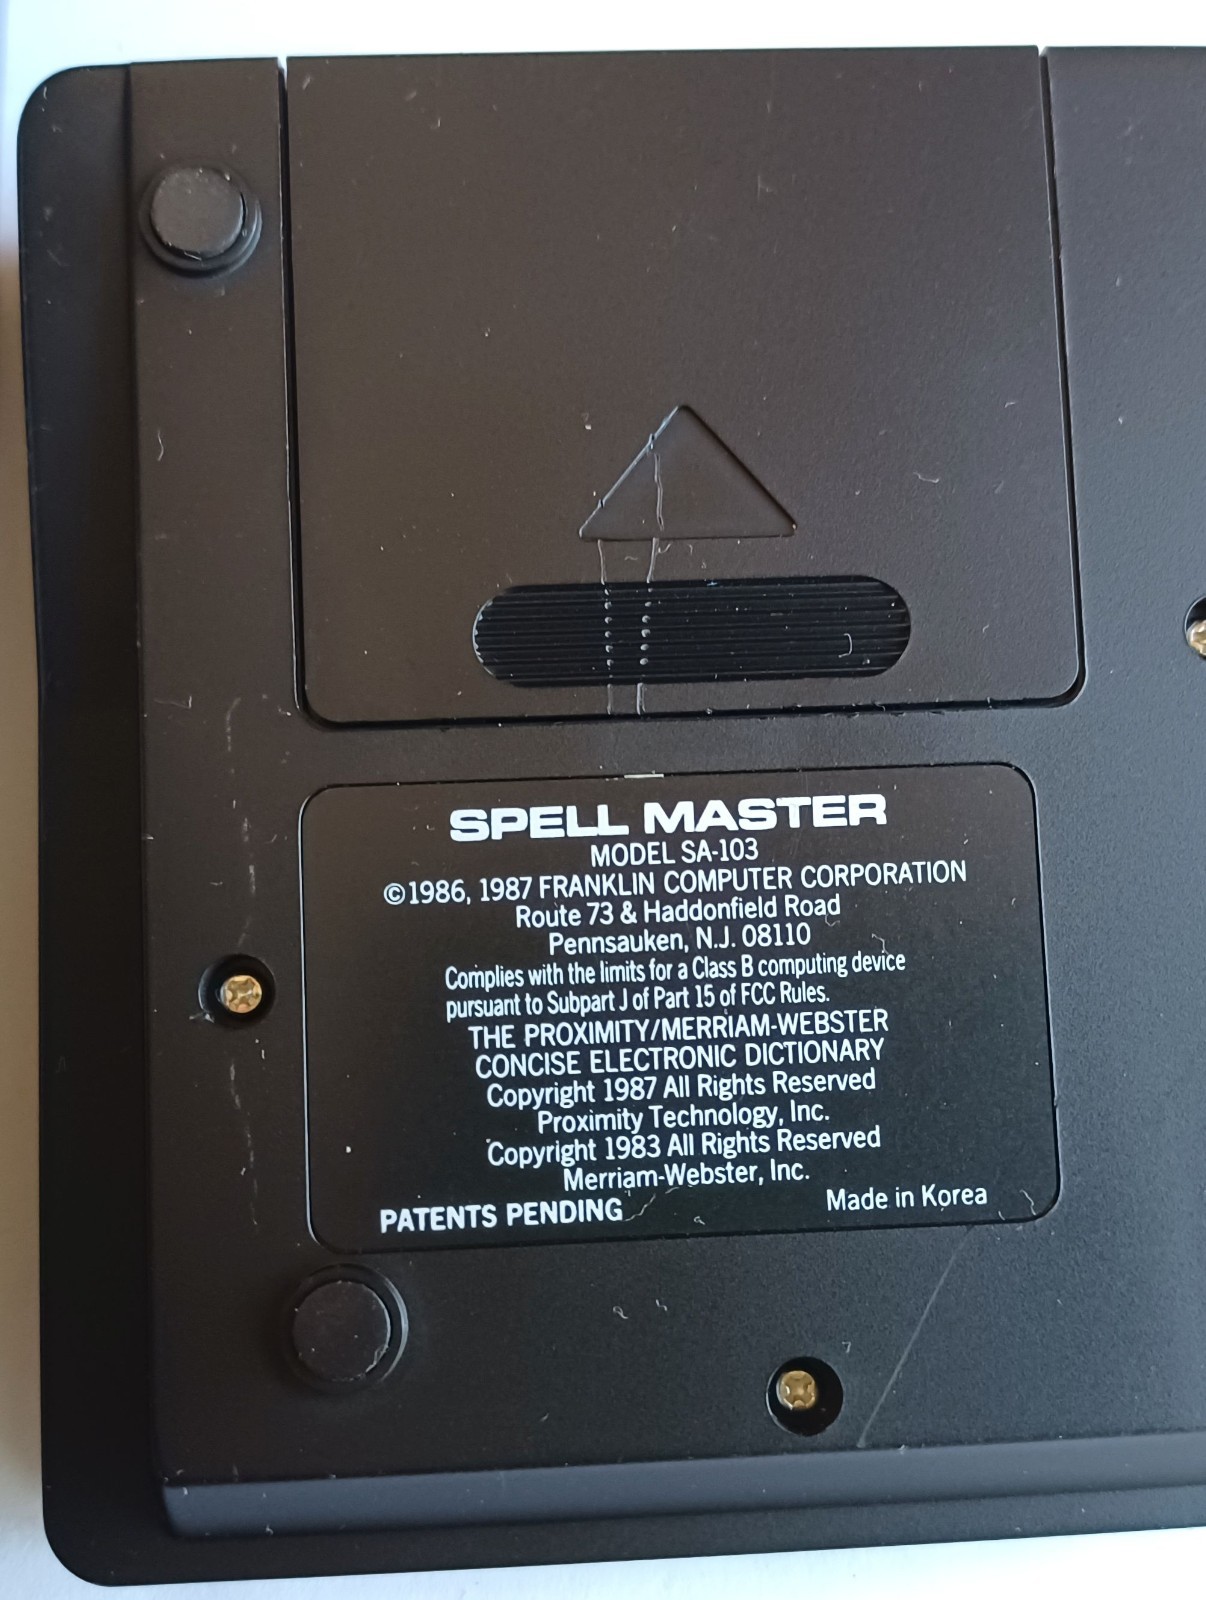 SPELL MASTER
MODEL SA-103
©1986, 1987 FRANKLIN COMPUTER CORPORATION
Route 73 & Haddonfield Road
Pennsauken, N.J. 08110
Complies with the limits for a Class B computing device
pursuant to Subpart J of Part 15 of FCC Rules.
THE PROXIMITY/MERRIAM-WEBSTER
CONCISE ELECTRONIC DICTIONARY
Copyright 1987 All Rights Reserved
Proximity Technology, Inc.
Copyright 1983 All Rights Reserved
Merriam-Webster, Inc.
PATENTS PENDING Made in Korea